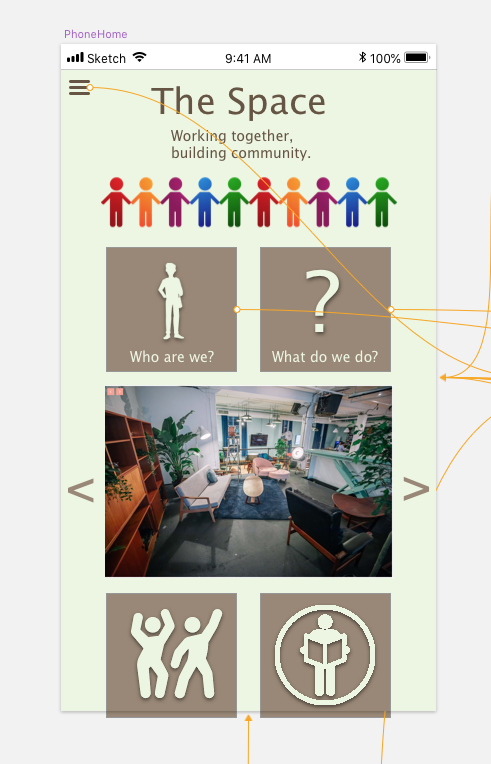 PhoneHome
Sketch 9:41 AM 100%
The Space
Working together,
building community.
?
Who are we? What do we do?
< >